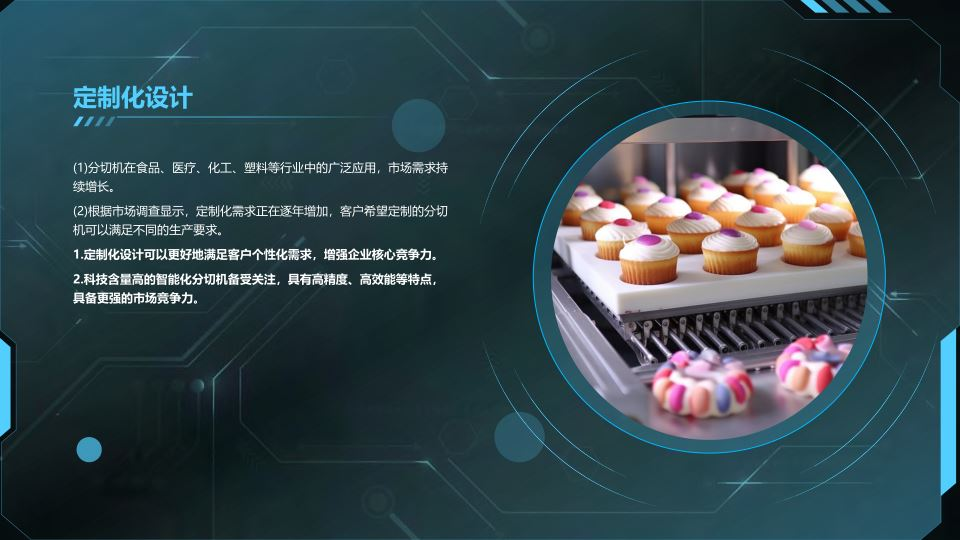 定制化设计
(1)分切机在食品、医疗、化工、塑料等行业中的广泛应用，市场需求持
续增长。
(2)根据市场调查显示，定制化需求正在逐年增加，客户希望定制的分切
机可以满足不同的生产要求。
1.定制化设计可以更好地满足客户个性化需求，增强企业核心竞争力。
2.科技含量高的智能化分切机备受关注，具有高精度、高效能等特点，
具备更强的市场竞争力。